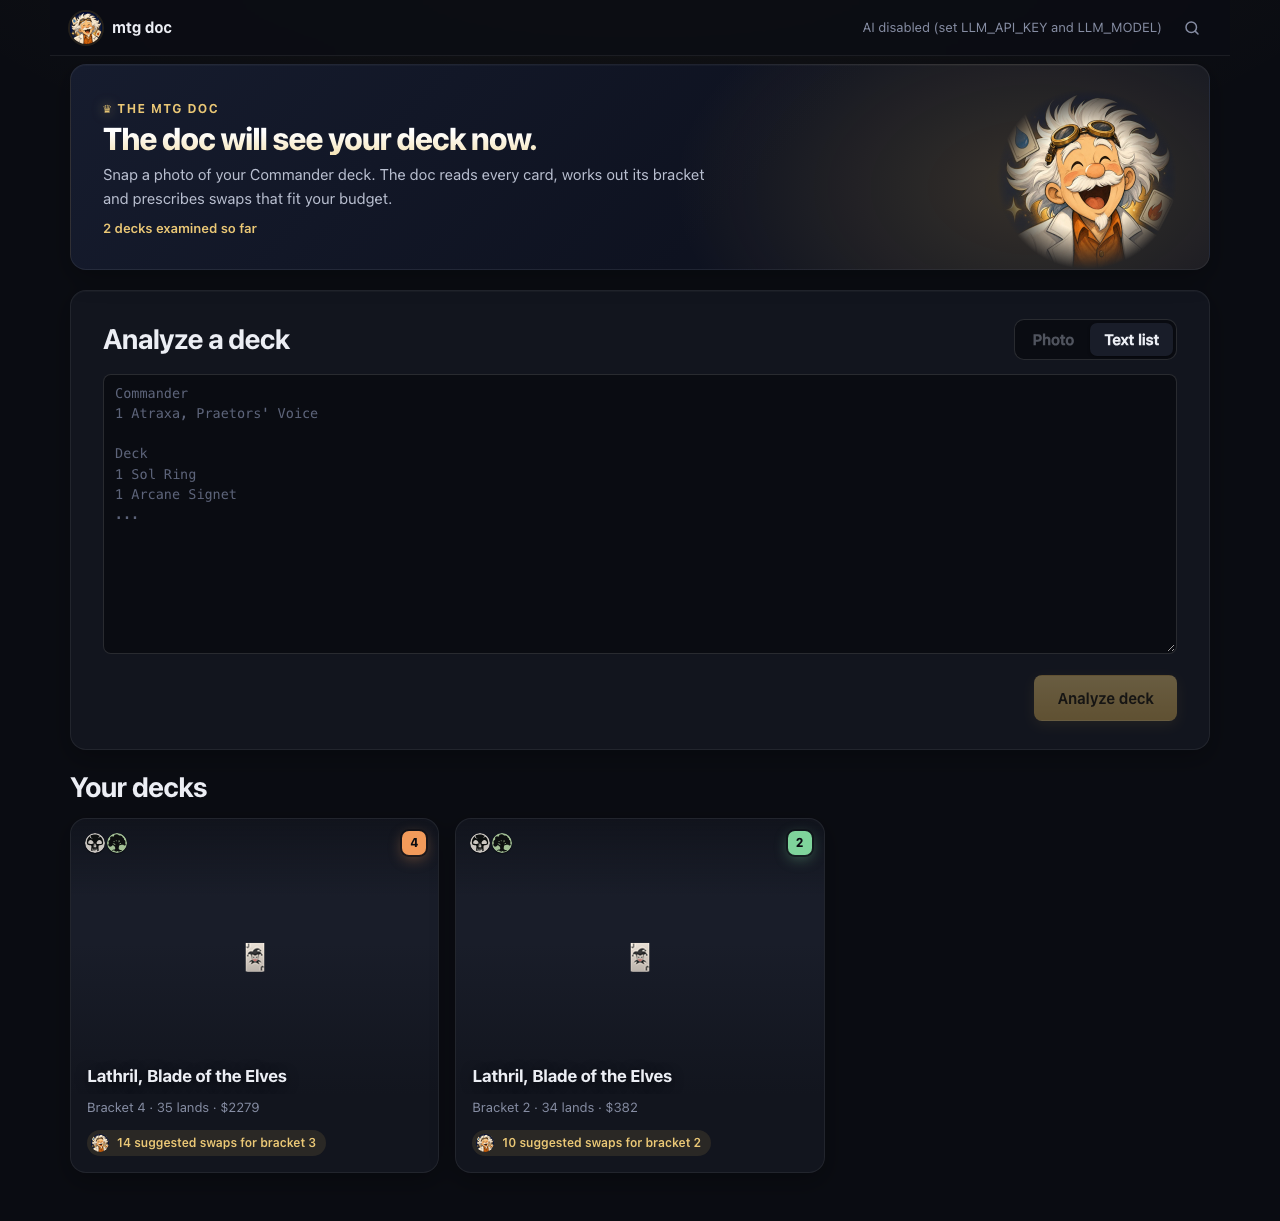 mtg doc
AI disabled (set LLM_API_KEY and LLM_MODEL)
THE MTG DOC
The doc will see your deck now.
Snap a photo of your Commander deck. The doc reads every card, works out its bracket
and prescribes swaps that fit your budget.
2 decks examined so far
Analyze a deck
Photo
Text list
Commander
1 Atraxa, Praetors' Voice
Deck
1 Sol Ring
1 Arcane Signet
...
Analyze deck
Your decks
4
Lathril, Blade of the Elves
Bracket 4 · 35 lands · $2279
14 suggested swaps for bracket 3
2
Lathril, Blade of the Elves
Bracket 2 · 34 lands · $382
10 suggested swaps for bracket 2